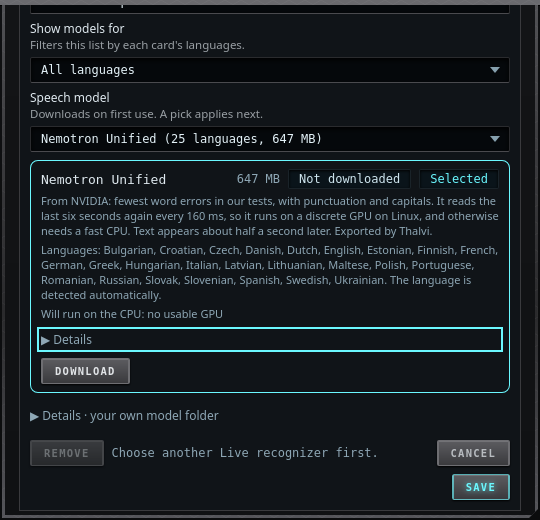 Show models for
Filters this list by each card's languages.
All languages
Speech model
Downloads on first use. A pick applies next.
Nemotron Unified (25 languages, 647 MB)
Nemotron Unified 647 MB Not downloaded Selected
From NVIDIA: fewest word errors in our tests, with punctuation and capitals. It reads the
last six seconds again every 160 ms, so it runs on a discrete GPU on Linux, and otherwise
needs a fast CPU. Text appears about half a second later. Exported by Thalvi.
Languages: Bulgarian, Croatian, Czech, Danish, Dutch, English, Estonian, Finnish, French,
German, Greek, Hungarian, Italian, Latvian, Lithuanian, Maltese, Polish, Portuguese,
Romanian, Russian, Slovak, Slovenian, Spanish, Swedish, Ukrainian. The language is
detected automatically.
Will run on the CPU: no usable GPU
▶ Details
DOWNLOAD
▶ Details · your own model folder
REMOVE Choose another Live recognizer first. CANCEL
SAVE